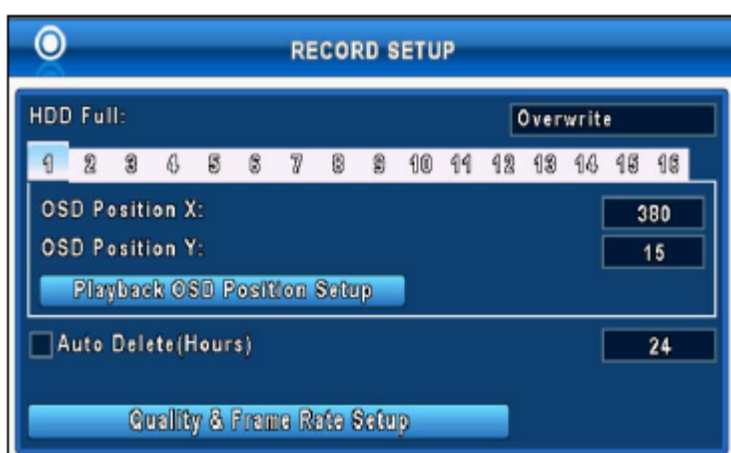 RECORD SETUP
HDD Full: Overwrite
1 2 3 4 5 6 7 8 9 10 11 12 13 14 15 16
OSD Position X: 380
OSD Position Y: 15
Playback OSD Position Setup
Auto Delete(Hours) 24
Quality & Frame Rate Setup